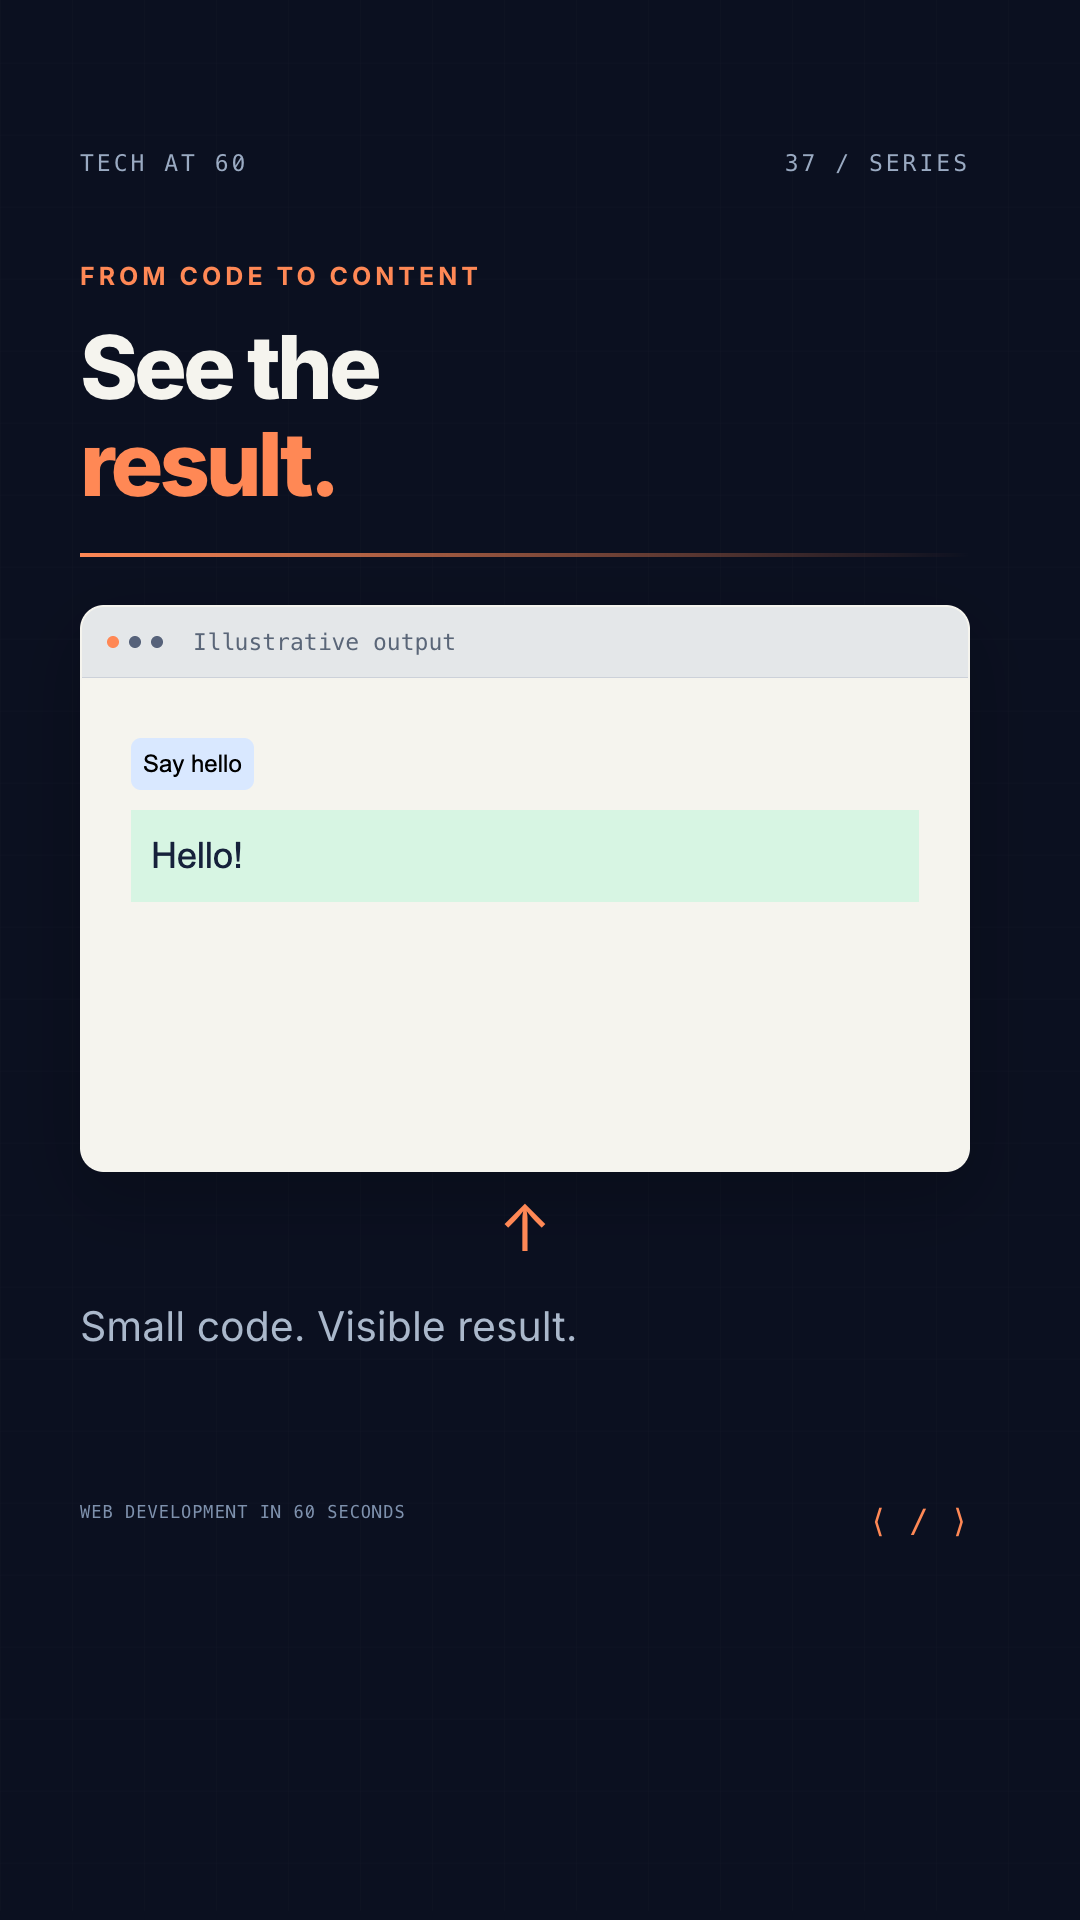 TECH AT 60
37 / SERIES
FROM CODE TO CONTENT
See the
result.
Illustrative output
Say hello
Hello!
↑
Small code. Visible result.
WEB DEVELOPMENT IN 60 SECONDS
⟨ / ⟩